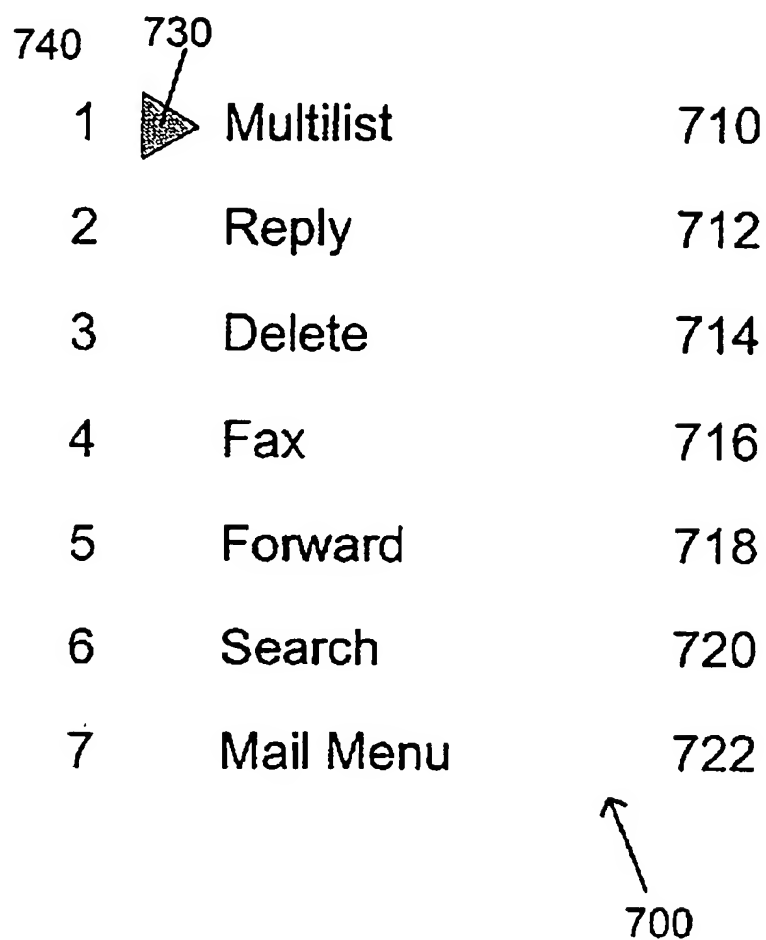 740 730
1 Multilist 710
2 Reply 712
3 Delete 714
4 Fax 716
5 Forward 718
6 Search 720
7 Mail Menu 722
700